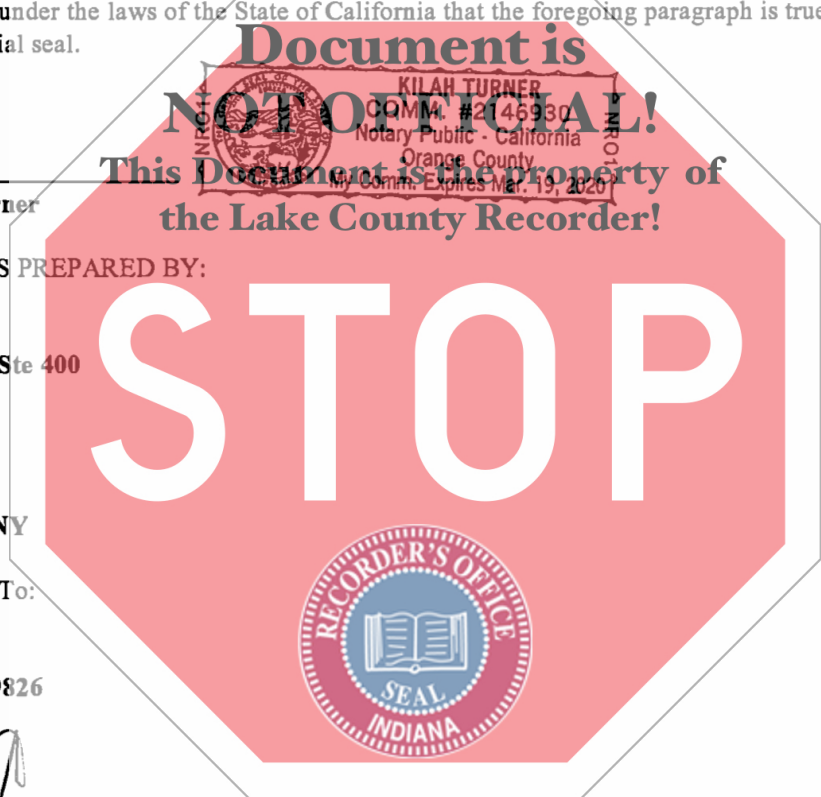 under the laws of the State of California that the foregoing paragraph is true
ial seal.
Document is
NOT OFFICIAL!
This Document is the property of
the Lake County Recorder!
KILAH TURNER
COMM. #2146930
Notary Public - California
Orange County
My Comm. Expires Mar. 19, 2020
NRO1
ner
S PREPARED BY:
Ste 400
STOP
NY
To:
9826
RECORDER'S OFFICE
SEAL
INDIANA